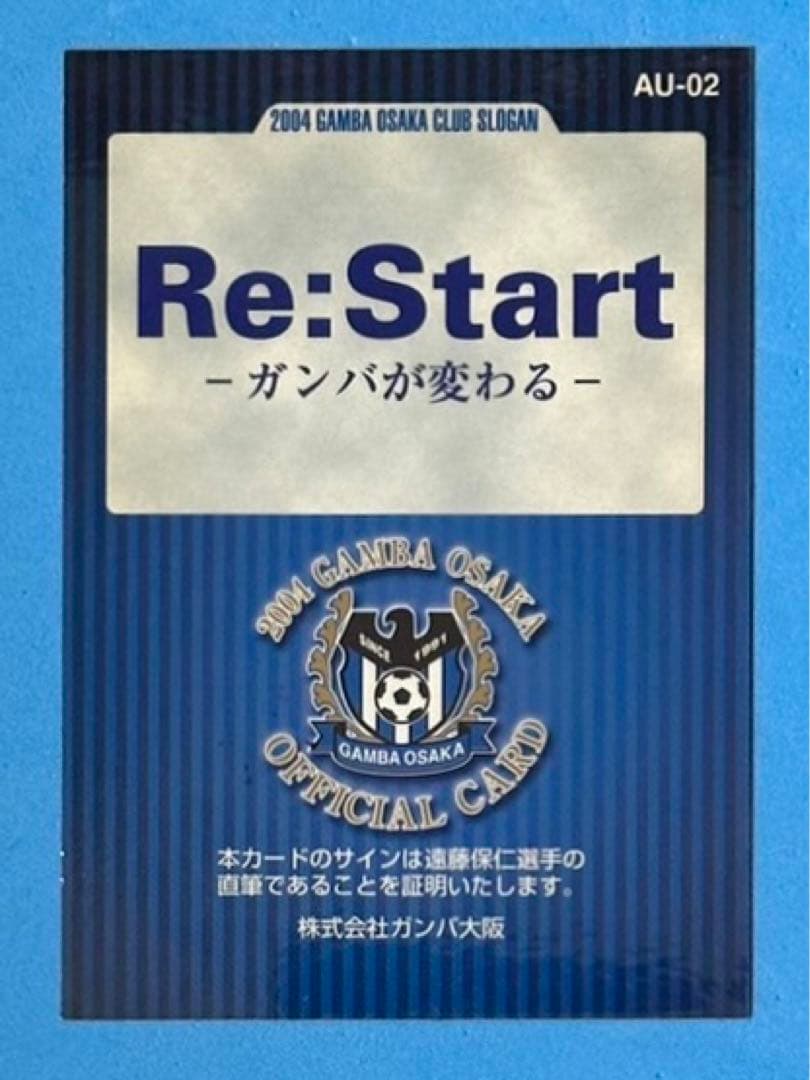 AU-02
2004 GAMBA OSAKA CLUB SLOGAN
Re:Start
－ガンバが変わる－
2004 GAMBA OSAKA
SINCE 1991
GAMBA OSAKA
OFFICIAL CARD
本カードのサインは遠藤保仁選手の
直筆であることを証明いたします。
株式会社ガンバ大阪